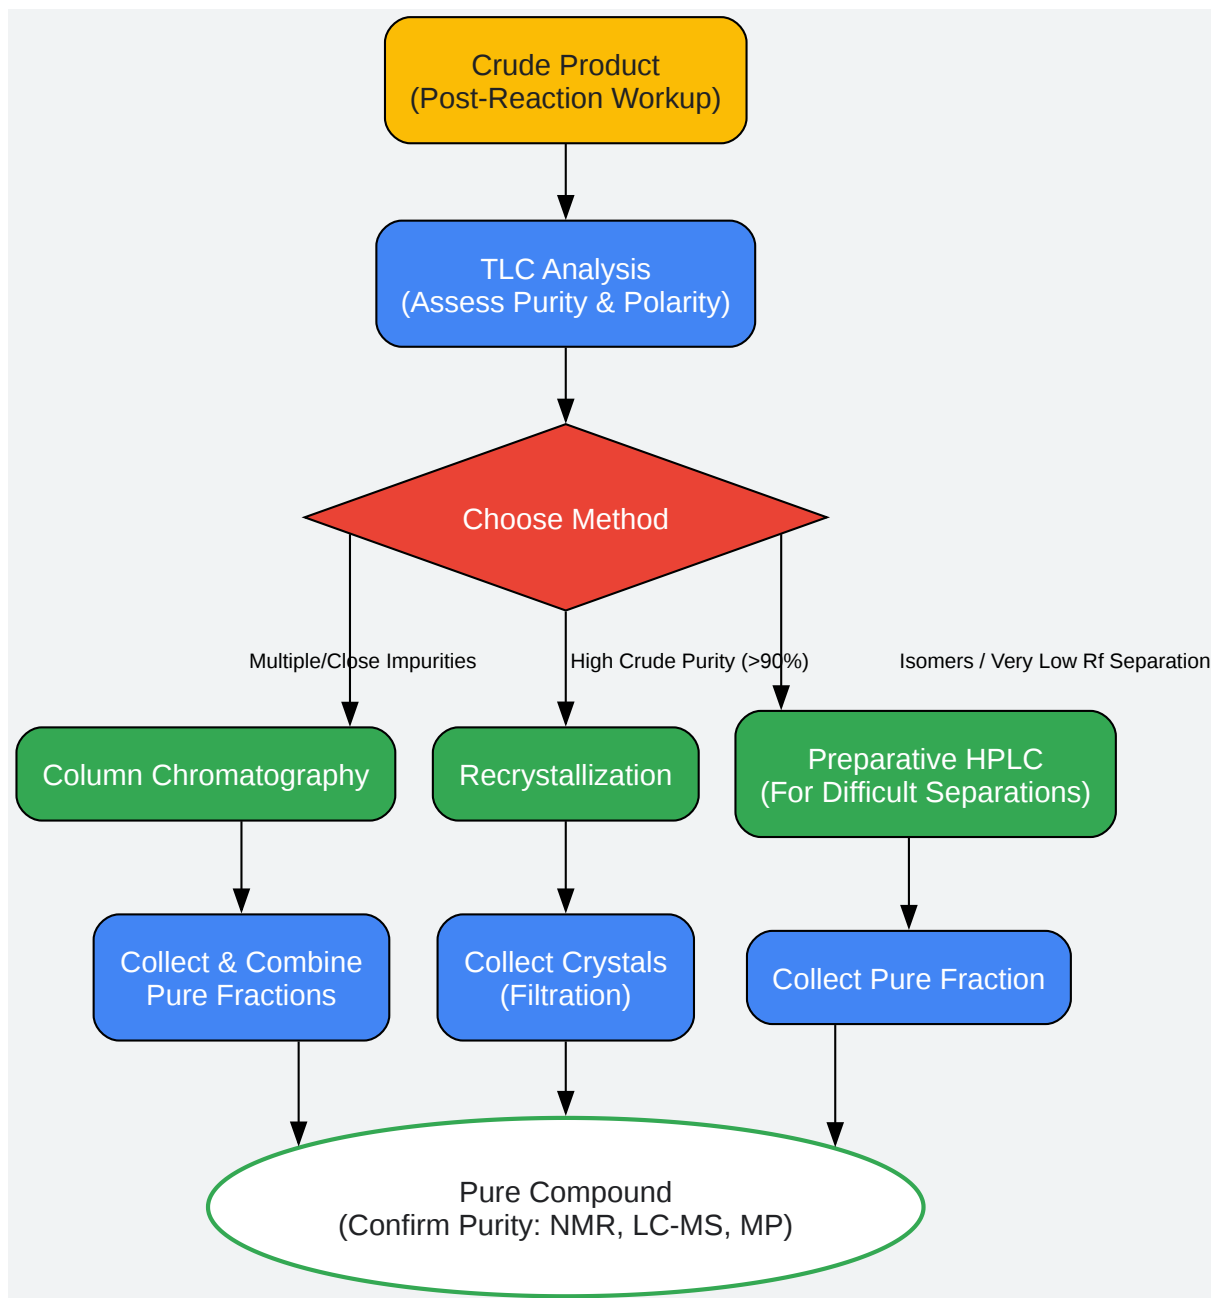 Crude Product
(Post-Reaction Workup)
TLC Analysis
(Assess Purity & Polarity)
Choose Method
Multiple/Close Impurities
High Crude Purity (>90%)
Isomers / Very Low Rf Separation
Column Chromatography
Recrystallization
Preparative HPLC
(For Difficult Separations)
Collect & Combine
Pure Fractions
Collect Crystals
(Filtration)
Collect Pure Fraction
Pure Compound
(Confirm Purity: NMR, LC-MS, MP)